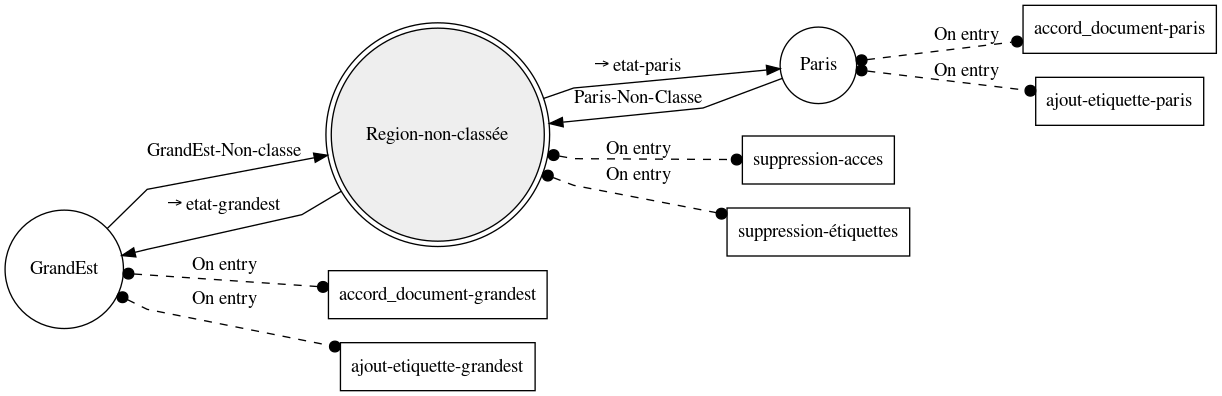 accord_document-paris
On entry
→etat-paris
Paris
On entry
Paris-Non-Classe
ajout-etiquette-paris
Region-non-classée
GrandEst-Non-classe
On entry
suppression-acces
On entry
→etat-grandest
suppression-étiquettes
GrandEst
On entry
accord_document-grandest
On entry
ajout-etiquette-grandest